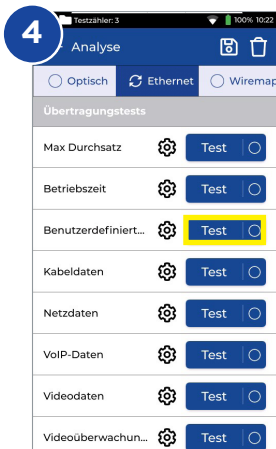 4
Testzähler: 3 100% 10:22
Analyse
Optisch Ethernet Wiremap
Übertragungstests
Max Durchsatz Test
Betriebszeit Test
Benutzerdefiniert... Test
Kabeldaten Test
Netzdaten Test
VoIP-Daten Test
Videodaten Test
Videoüberwachun... Test